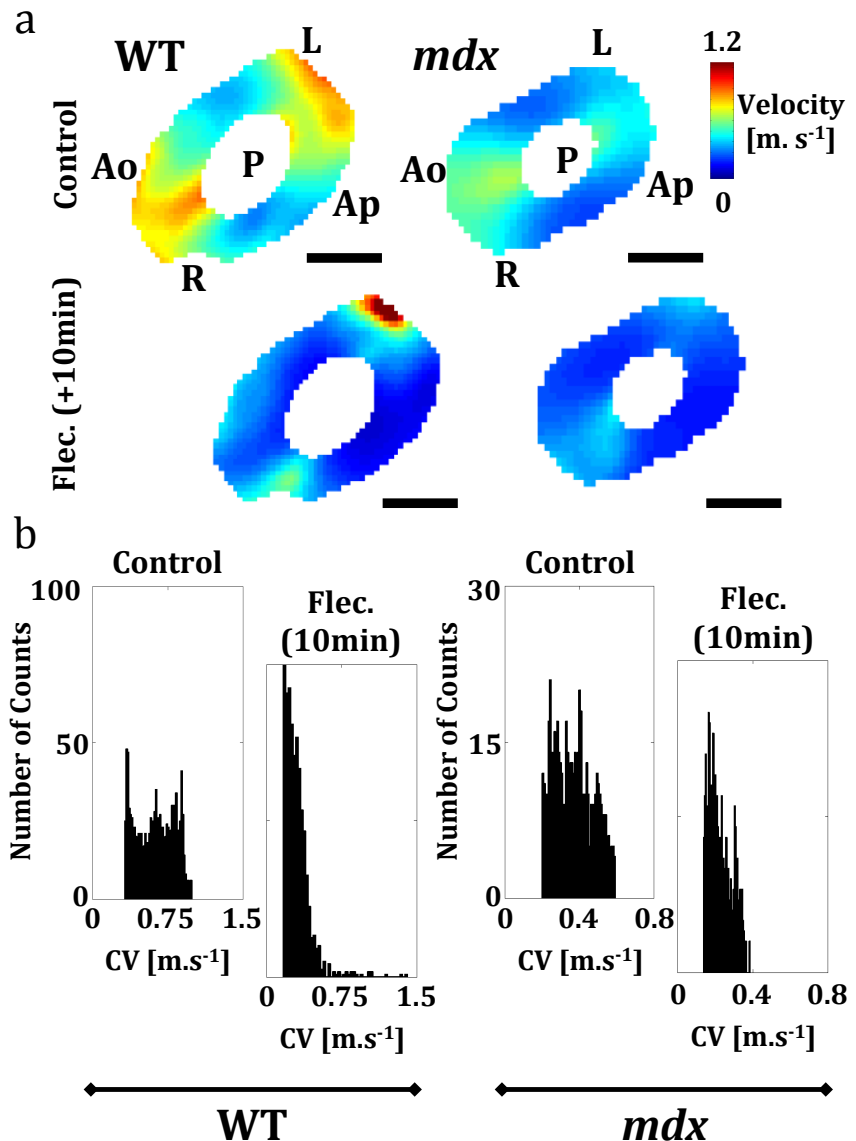 a
WT
L
mdx
L
1.2
Velocity
[m. s⁻¹]
0
Control
Ao
P
Ap
R
Ao
P
Ap
R
Flec. (+10min)
b
Control
Flec.
(10min)
Number of Counts
100
50
0
0 0.75 1.5
CV [m.s⁻¹]
0 0.75 1.5
CV [m.s⁻¹]
WT
Control
Flec.
(10min)
Number of Counts
30
15
0
0 0.4 0.8
CV [m.s⁻¹]
0 0.4 0.8
CV [m.s⁻¹]
mdx